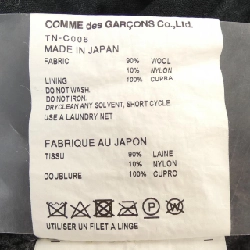 COMME des GARÇONS Co., Ltd.
TN-C008
MADE IN JAPAN
FABRIC 90% WOOL
10% NYLON
LINING 100% CUPRA
DO NOT WASH.
DO NOT IRON.
DRY CLEAN ANY SOLVENT, SHORT CYCLE
USE A LAUNDRY NET
FABRIQUE AU JAPON
TISSU 90% LAINE
10% NYLON
DOUBLURE 100% CUPRO
UTILISER UN FILET A LINGE